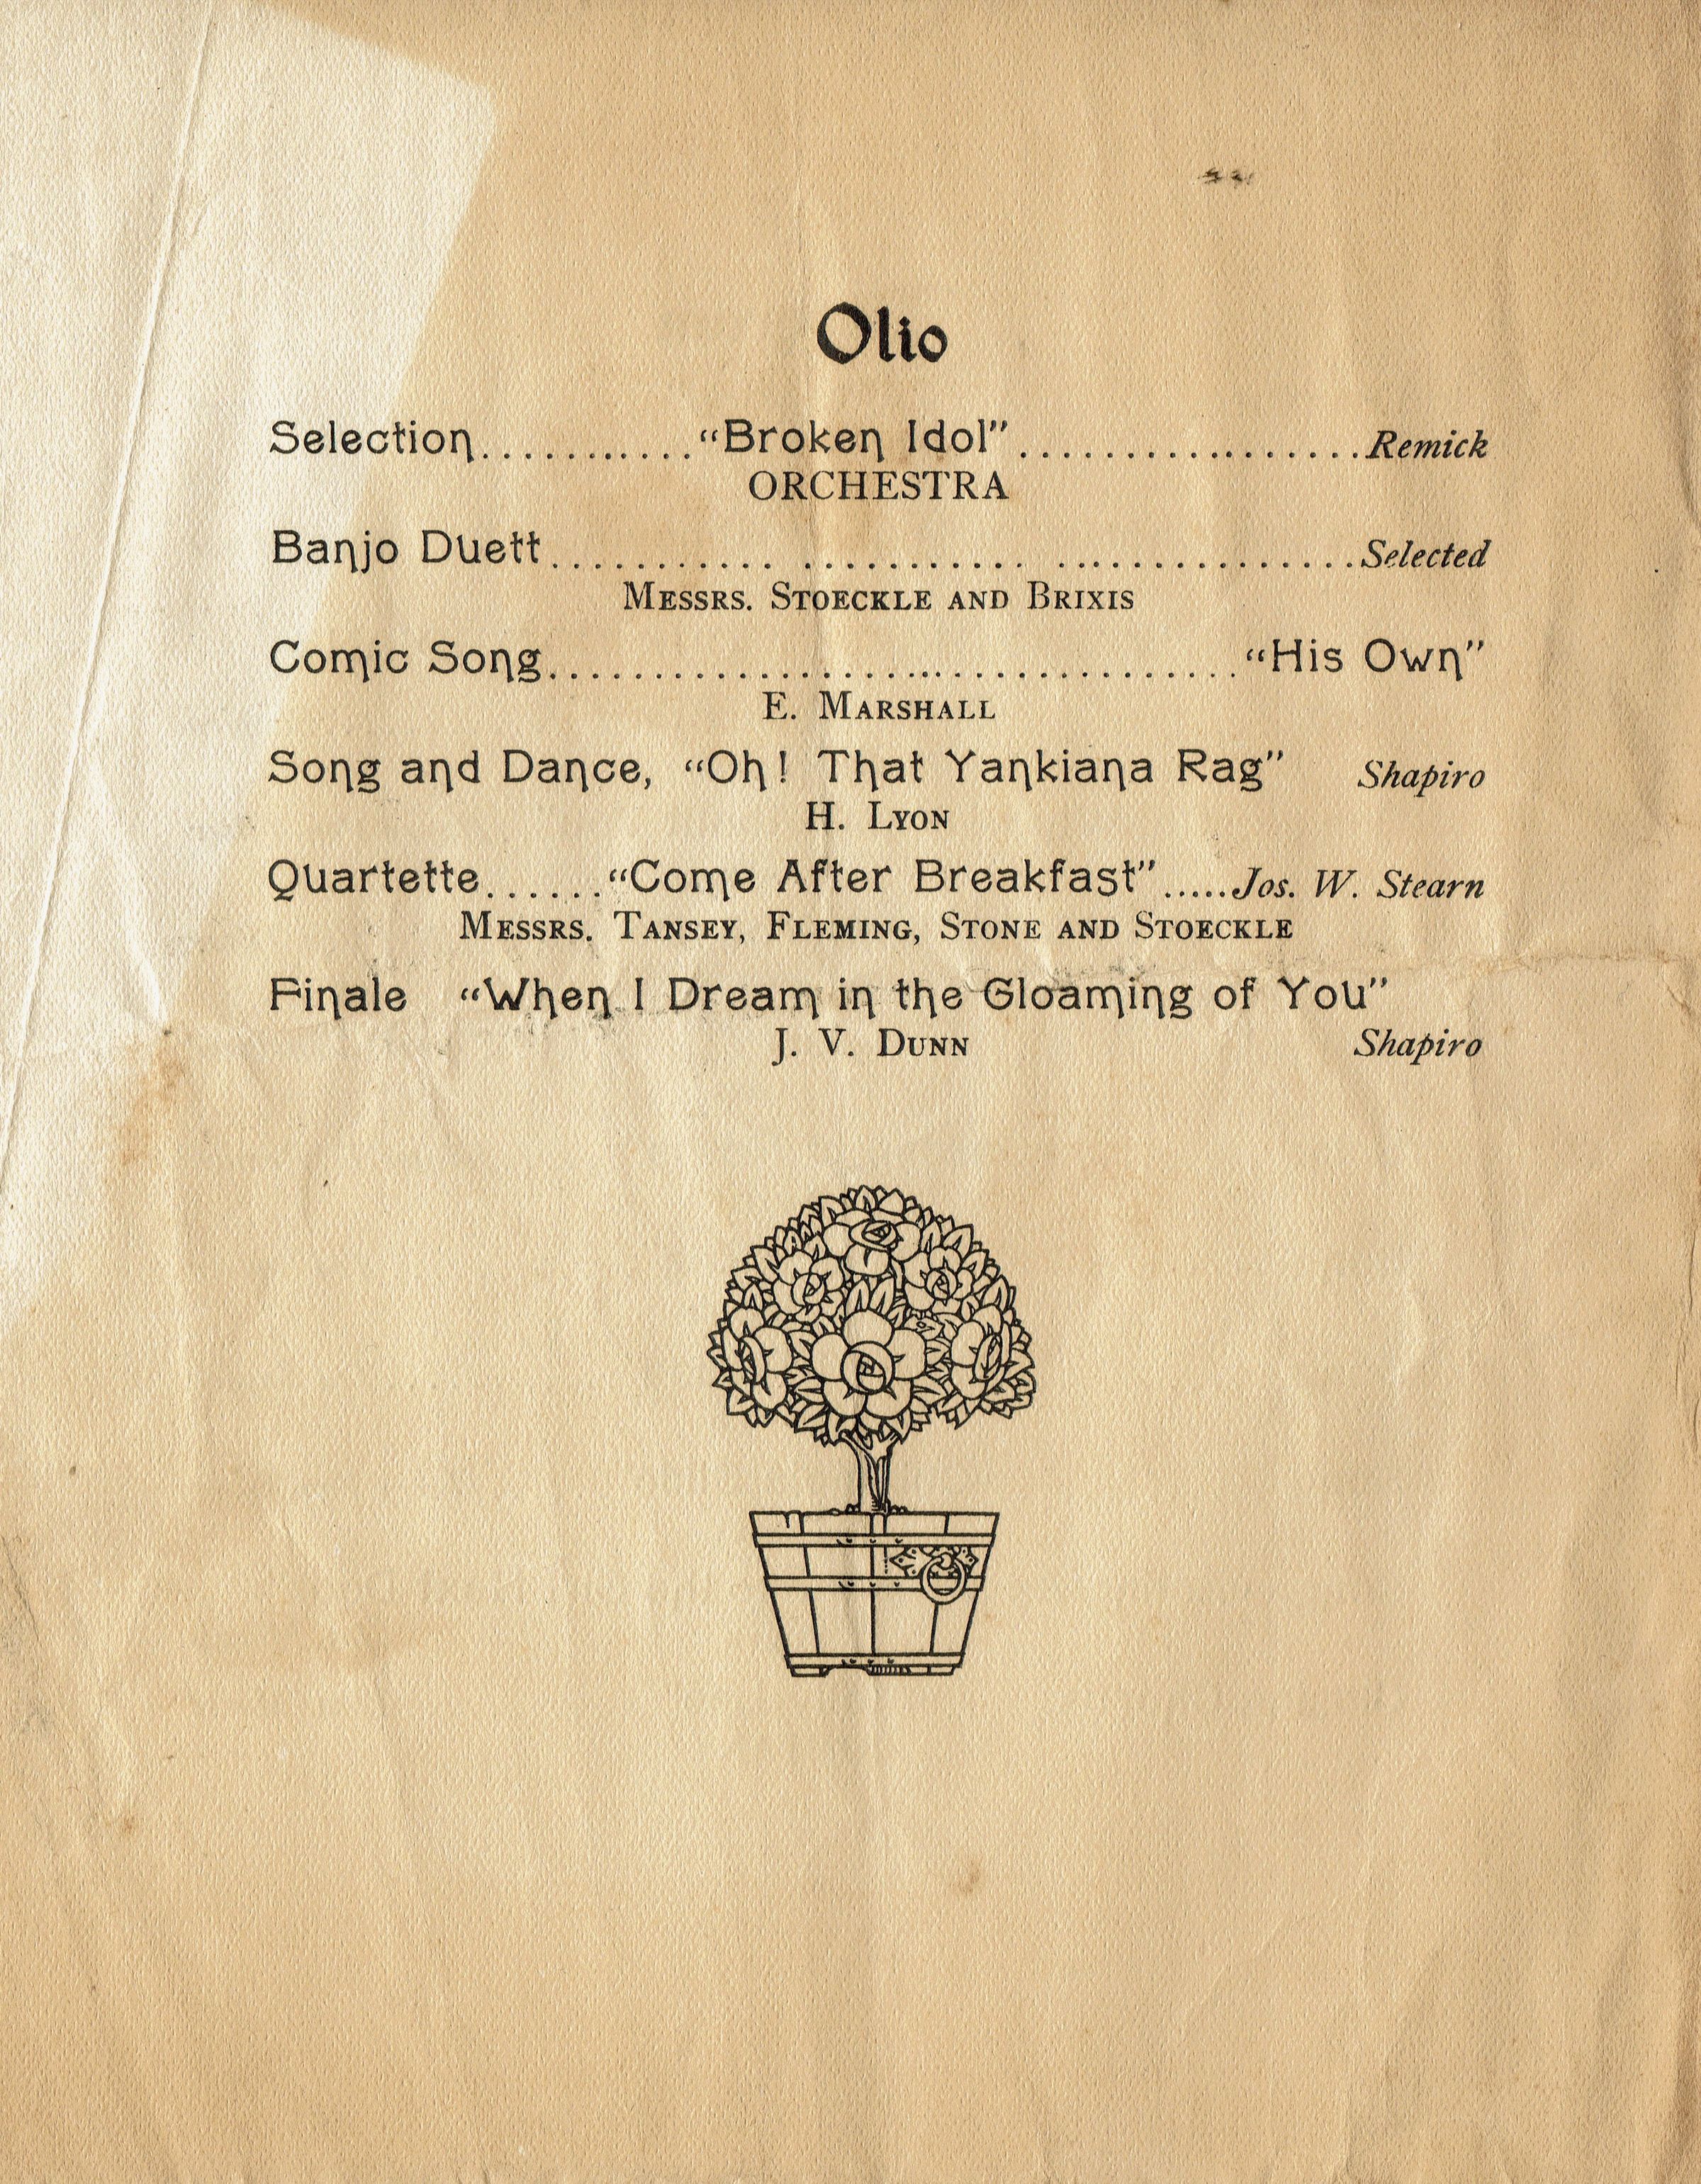 Olio
Selection.........."Broken Idol"..................Remick
ORCHESTRA
Banjo Duett........... ........... ...............Selected
MESSRS. STOECKLE AND BRIXIS
Comic Song.................................."His Own"
E. MARSHALL
Song and Dance, "Oh! That Yankiana Rag" Shapiro
H. LYON
Quartette......"Come After Breakfast".....Jos. W. Stearn
MESSRS. TANSEY, FLEMING, STONE AND STOECKLE
Finale "When I Dream in the Gloaming of You"
J. V. DUNN Shapiro